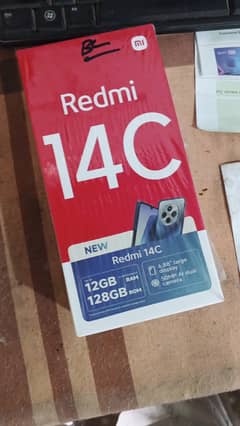 mi
Redmi
14C
NEW
Redmi 14C
12GB RAM
128GB ROM
6.88" large
display
50MP AI dual
camera